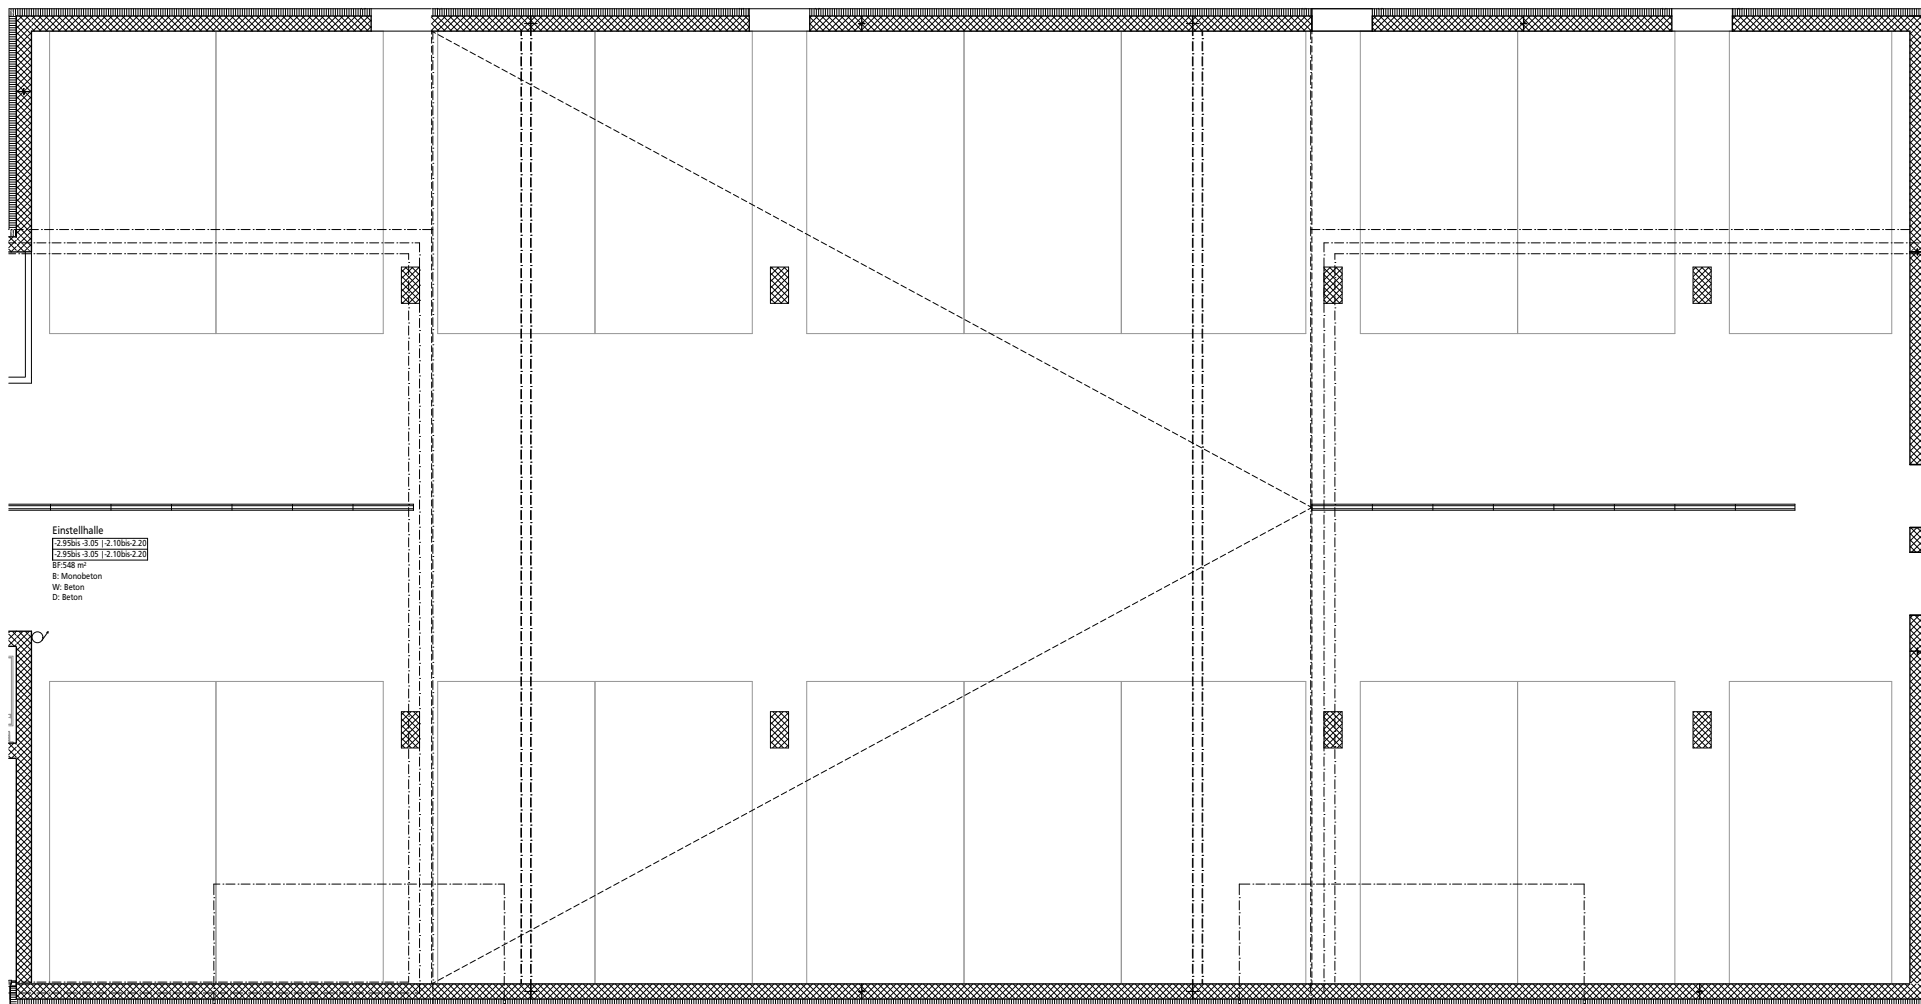 Einstellhalle
-2.95bis -3.05 | -2.10bis-2.20
-2.95bis -3.05 | -2.10bis-2.20
BF:548 m²
B: Monobeton
W: Beton
D: Beton